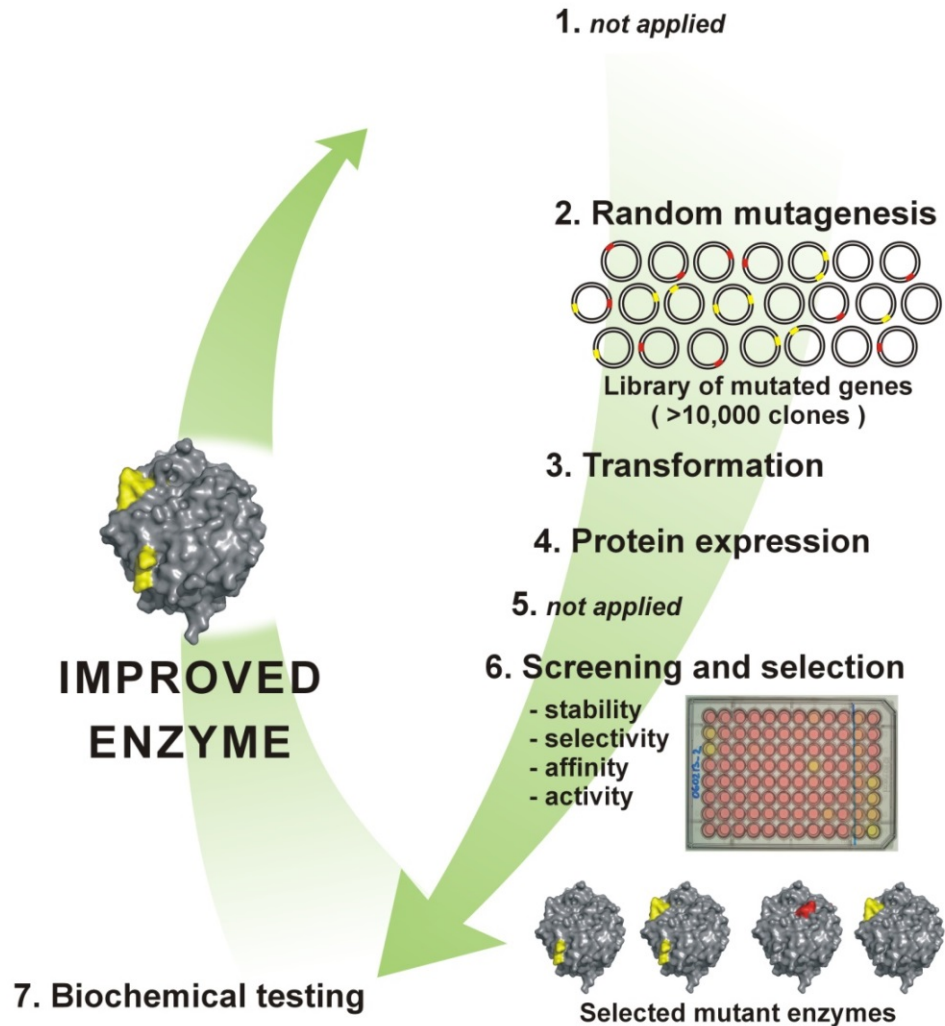 1. not applied
2. Random mutagenesis
Library of mutated genes
( >10,000 clones )
3. Transformation
4. Protein expression
5. not applied
6. Screening and selection
- stability
- selectivity
- affinity
- activity
IMPROVED
ENZYME
7. Biochemical testing
Selected mutant enzymes